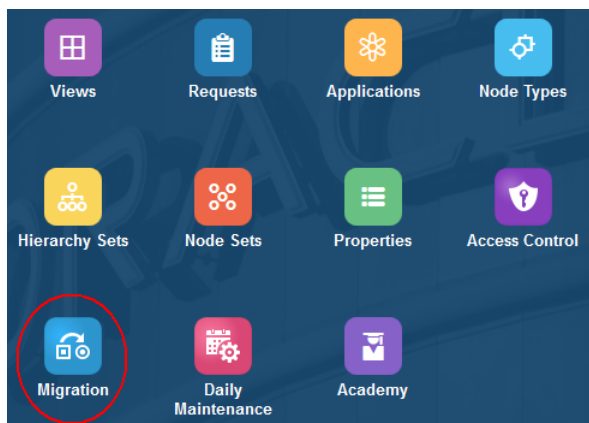 Views
Requests
Applications
Node Types
Hierarchy Sets
Node Sets
Properties
Access Control
Migration
Daily
Maintenance
Academy